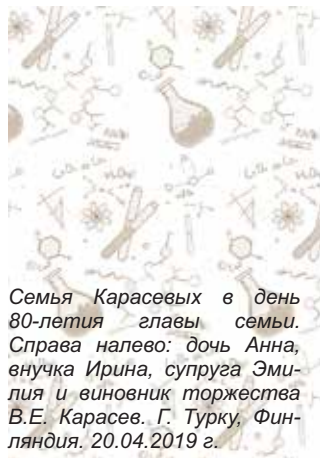 Семья Карасевых в день
80-летия главы семьи.
Справа налево: дочь Анна,
внучка Ирина, супруга Эми-
лия и виновник торжества
В.Е. Карасев. Г. Турку, Фин-
ляндия. 20.04.2019 г.